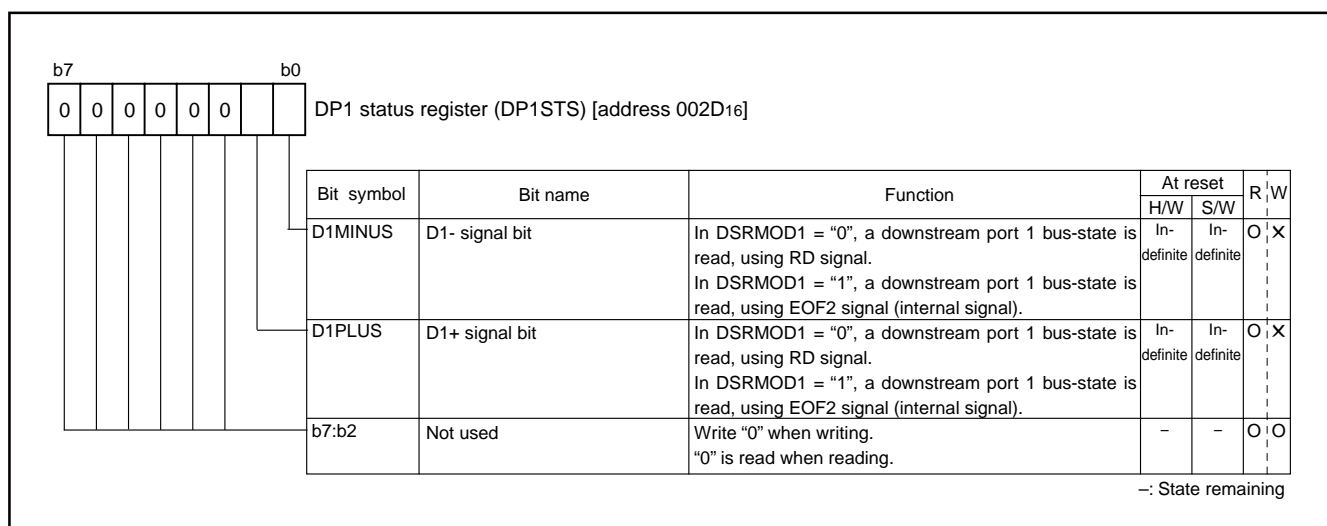 b7 b0
0 0 0 0 0 0
DP1 status register (DP1STS) [address 002D16]
Bit symbol Bit name Function At reset R W
H/W S/W
D1MINUS D1- signal bit In DSRMOD1 = “0”, a downstream port 1 bus-state is In- In- O X
read, using RD signal. definite definite
In DSRMOD1 = “1”, a downstream port 1 bus-state is
read, using EOF2 signal (internal signal).
D1PLUS D1+ signal bit In DSRMOD1 = “0”, a downstream port 1 bus-state is In- In- O X
read, using RD signal. definite definite
In DSRMOD1 = “1”, a downstream port 1 bus-state is
read, using EOF2 signal (internal signal).
b7:b2 Not used Write “0” when writing. – – O O
“0” is read when reading.
–: State remaining